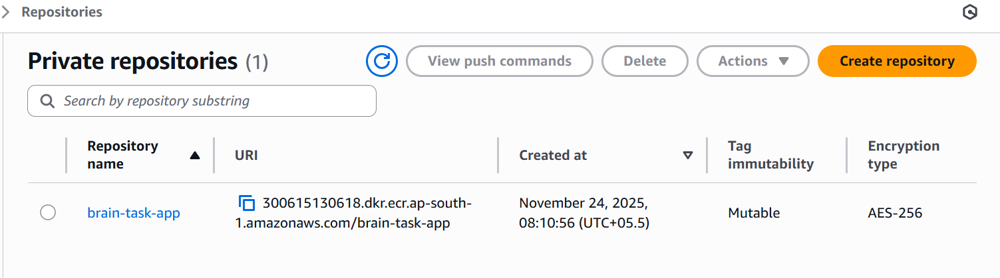 Repositories
Private repositories (1)
View push commands
Delete
Actions
Create repository
Search by repository substring
Repository
name
URI
Created at
Tag
immutability
Encryption
type
brain-task-app
300615130618.dkr.ecr.ap-south-
1.amazonaws.com/brain-task-app
November 24, 2025,
08:10:56 (UTC+05.5)
Mutable
AES-256